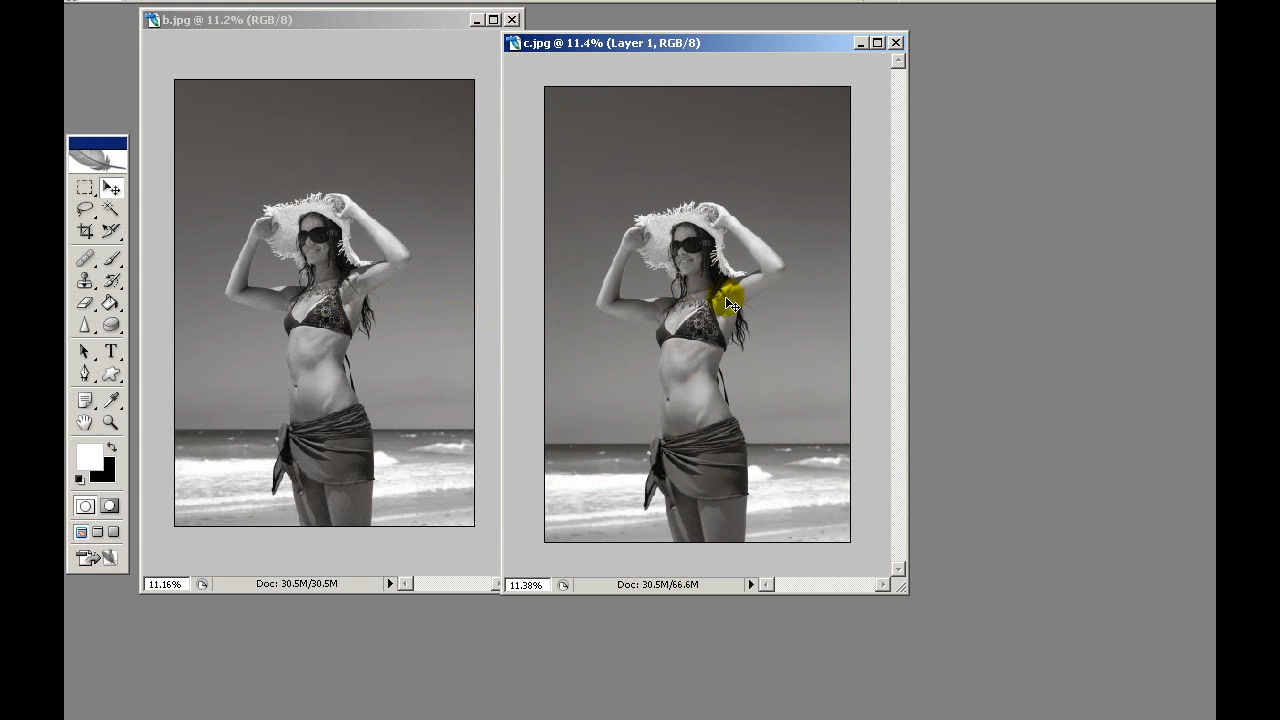 b.jpg @ 11.2% (RGB/8)
c.jpg @ 11.4% (Layer 1, RGB/8)
T
11.16%
Doc: 30.5M/30.5M
11.38%
Doc: 30.5M/66.6M